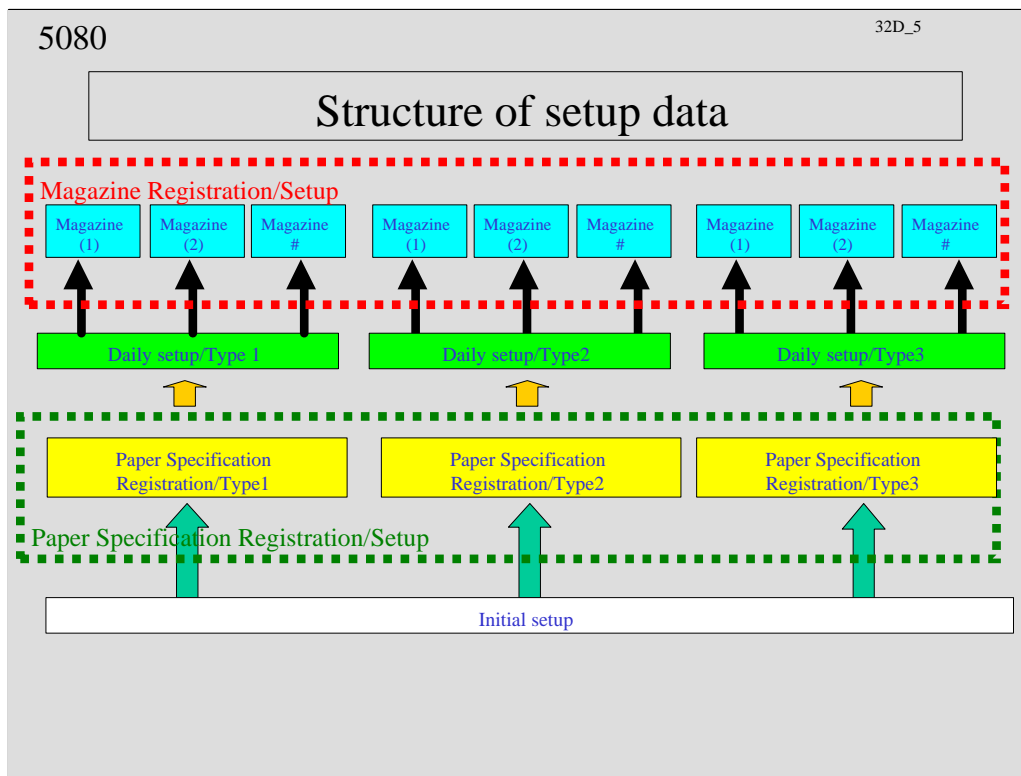 5080
32D_5
Structure of setup data
Magazine Registration/Setup
Magazine
(1)
Magazine
(2)
Magazine
#
Magazine
(1)
Magazine
(2)
Magazine
#
Magazine
(1)
Magazine
(2)
Magazine
#
Daily setup/Type 1
Daily setup/Type2
Daily setup/Type3
Paper Specification
Registration/Type1
Paper Specification
Registration/Type2
Paper Specification
Registration/Type3
Paper Specification Registration/Setup
Initial setup